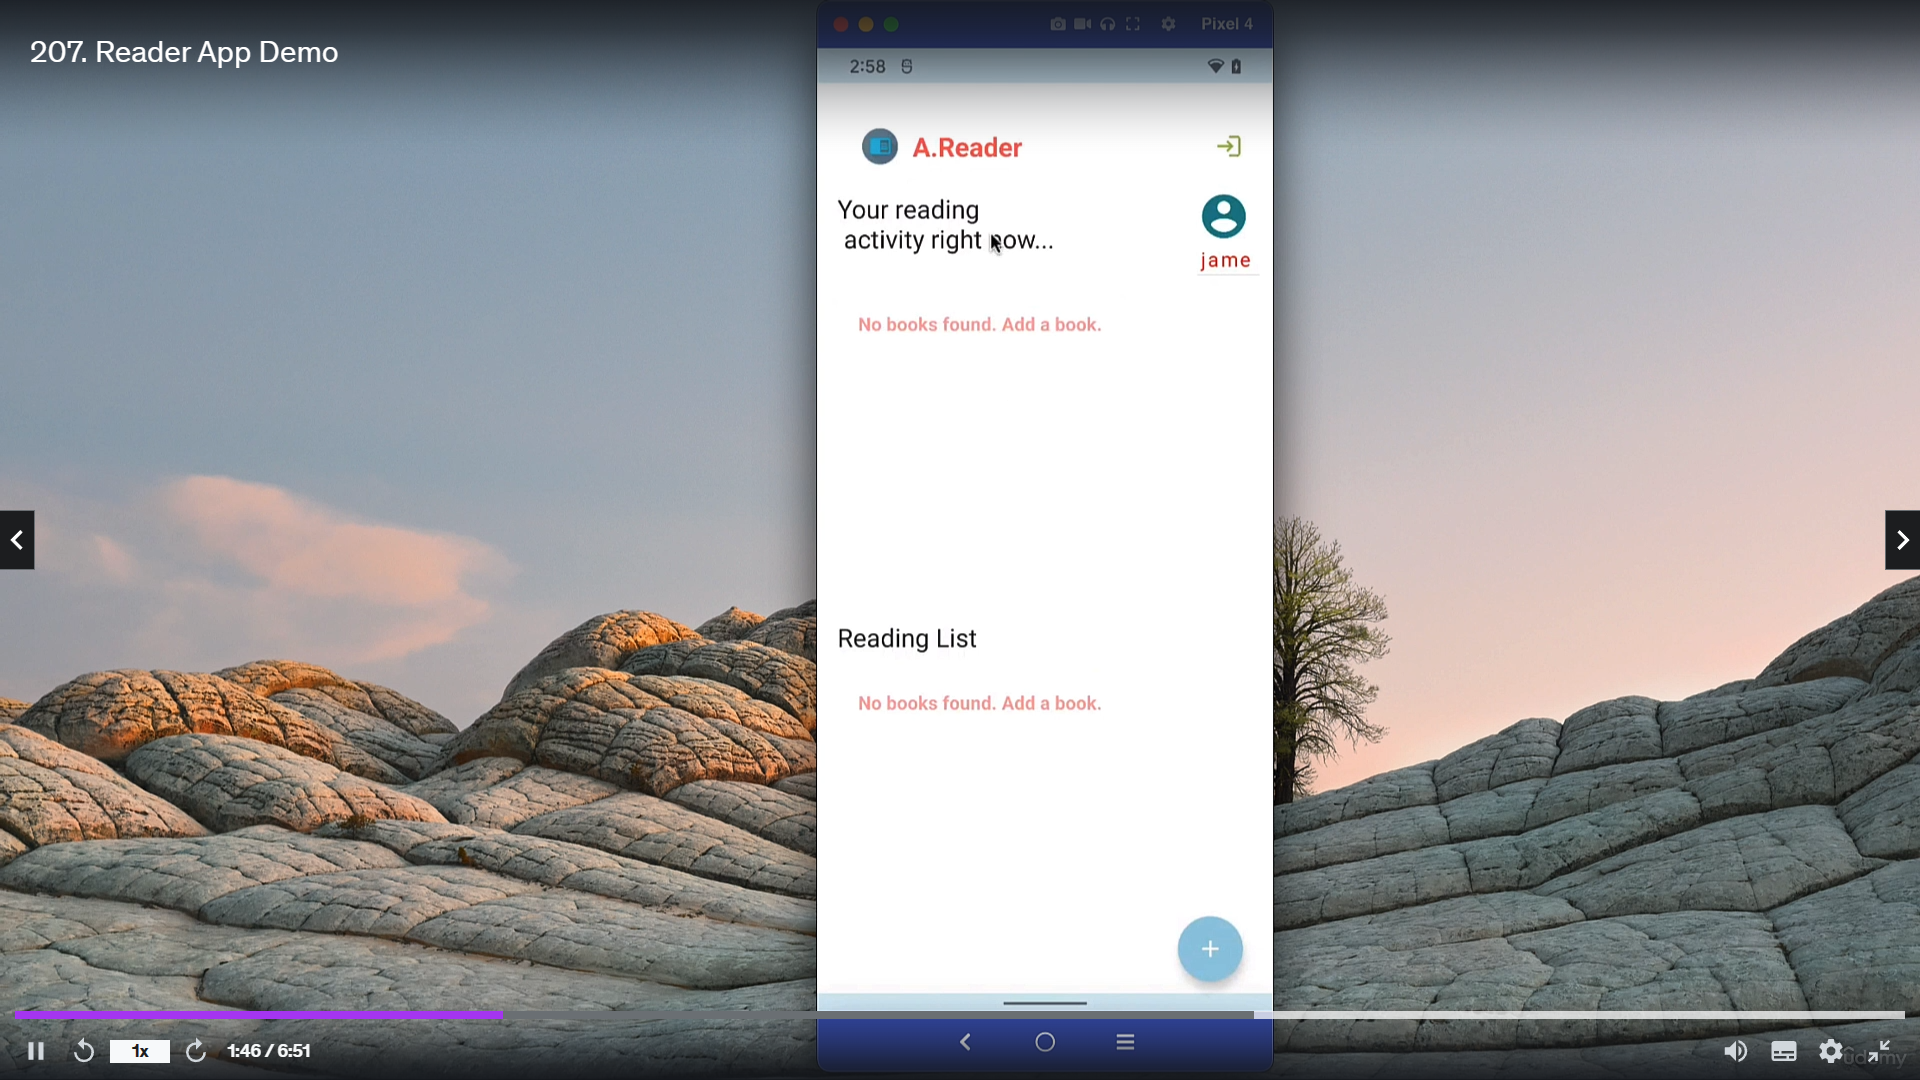 207. Reader App Demo
Pixel 4
2:58
A.Reader
Your reading
activity right now...
jame
No books found. Add a book.
Reading List
No books found. Add a book.
+
1x
1:46 / 6:51
udemy